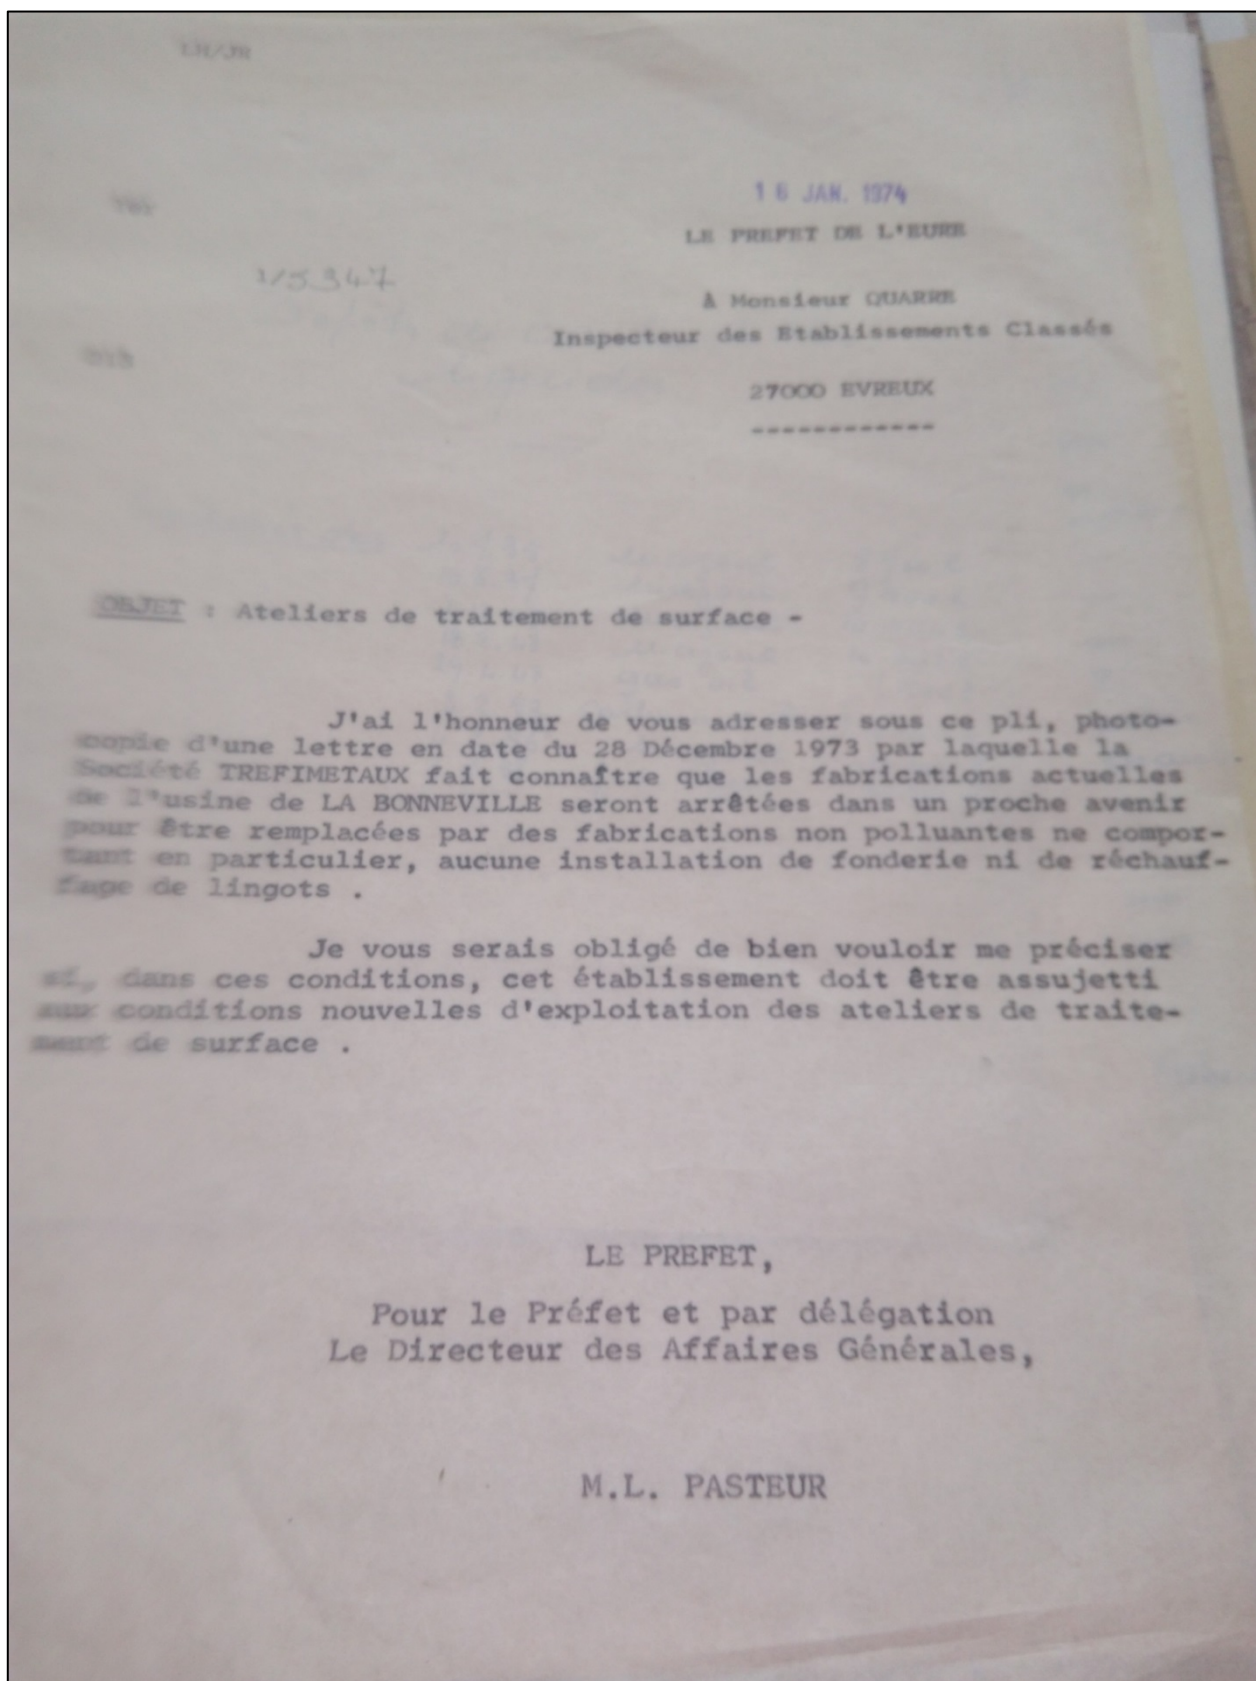 LH/JR
16 JAN. 1974
LE PREFET DE L'EURE
1/5347
à Monsieur QUARRE
Inspecteur des Etablissements Classés
27000 EVREUX
------------
OBJET : Ateliers de traitement de surface -
J'ai l'honneur de vous adresser sous ce pli, photo-
copie d'une lettre en date du 28 Décembre 1973 par laquelle la
Société TREFIMETAUX fait connaître que les fabrications actuelles
de l'usine de LA BONNEVILLE seront arrêtées dans un proche avenir
pour être remplacées par des fabrications non polluantes ne compor-
tant en particulier, aucune installation de fonderie ni de réchauf-
fage de lingots .
Je vous serais obligé de bien vouloir me préciser
si, dans ces conditions, cet établissement doit être assujetti
aux conditions nouvelles d'exploitation des ateliers de traite-
ment de surface .
LE PREFET,
Pour le Préfet et par délégation
Le Directeur des Affaires Générales,
M.L. PASTEUR